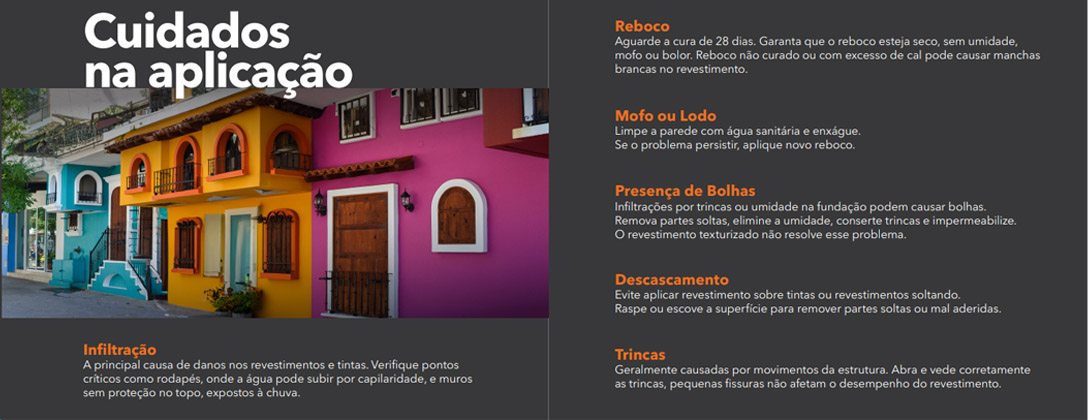 Cuidados
na aplicação
Infiltração
A principal causa de danos nos revestimentos e tintas. Verifique pontos
críticos como rodapés, onde a água pode subir por capilaridade, e muros
sem proteção no topo, expostos à chuva.
Reboco
Aguarde a cura de 28 dias. Garanta que o reboco esteja seco, sem umidade,
mofo ou bolor. Reboco não curado ou com excesso de cal pode causar manchas
brancas no revestimento.
Mofo ou Lodo
Limpe a parede com água sanitária e enxágue.
Se o problema persistir, aplique novo reboco.
Presença de Bolhas
Infiltrações por trincas ou umidade na fundação podem causar bolhas.
Remova partes soltas, elimine a umidade, conserte trincas e impermeabilize.
O revestimento texturizado não resolve esse problema.
Descascamento
Evite aplicar revestimento sobre tintas ou revestimentos soltando.
Raspe ou escove a superfície para remover partes soltas ou mal aderidas.
Trincas
Geralmente causadas por movimentos da estrutura. Abra e vede corretamente
as trincas, pequenas fissuras não afetam o desempenho do revestimento.